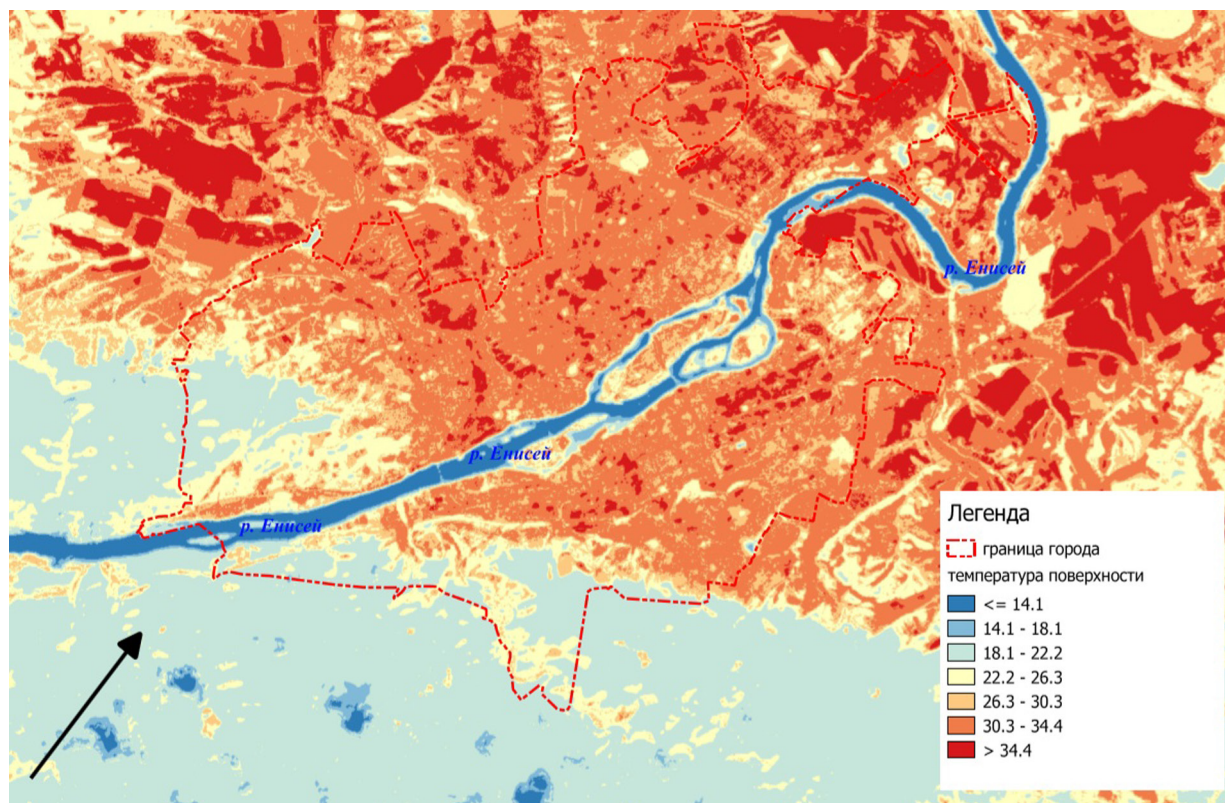 р. Енисей
р. Енисей
р. Енисей
Легенда
граница города
температура поверхности
<= 14.1
14.1 - 18.1
18.1 - 22.2
22.2 - 26.3
26.3 - 30.3
30.3 - 34.4
> 34.4